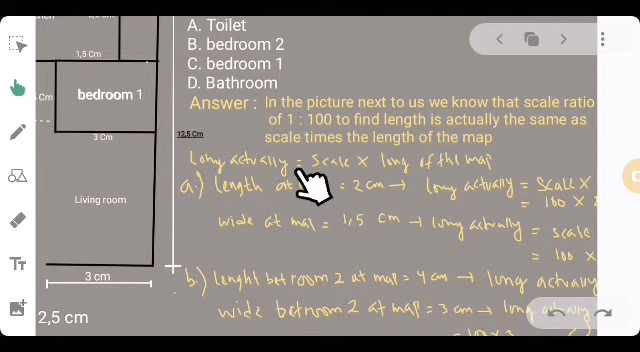 A. Toilet
B. bedroom 2
C. bedroom 1
D. Bathroom
1,5 Cm
Cm
bedroom 1
3 Cm
12,5 Cm
Living room
3 cm
2,5 cm
Answer : In the picture next to us we know that scale ratio
of 1 : 100 to find length is actually the same as
scale times the length of the map
Long actually = scale × long of the map
a.) length at = 2 cm → long actually = scale ×
= 100 ×
wide at map = 1,5 cm → long actually = scale
= 100 ×
b.) lenght betroom 2 at map = 4 cm → long actually
wide betroom 2 at map = 3 cm → long actually
= 100 × 3
Tт